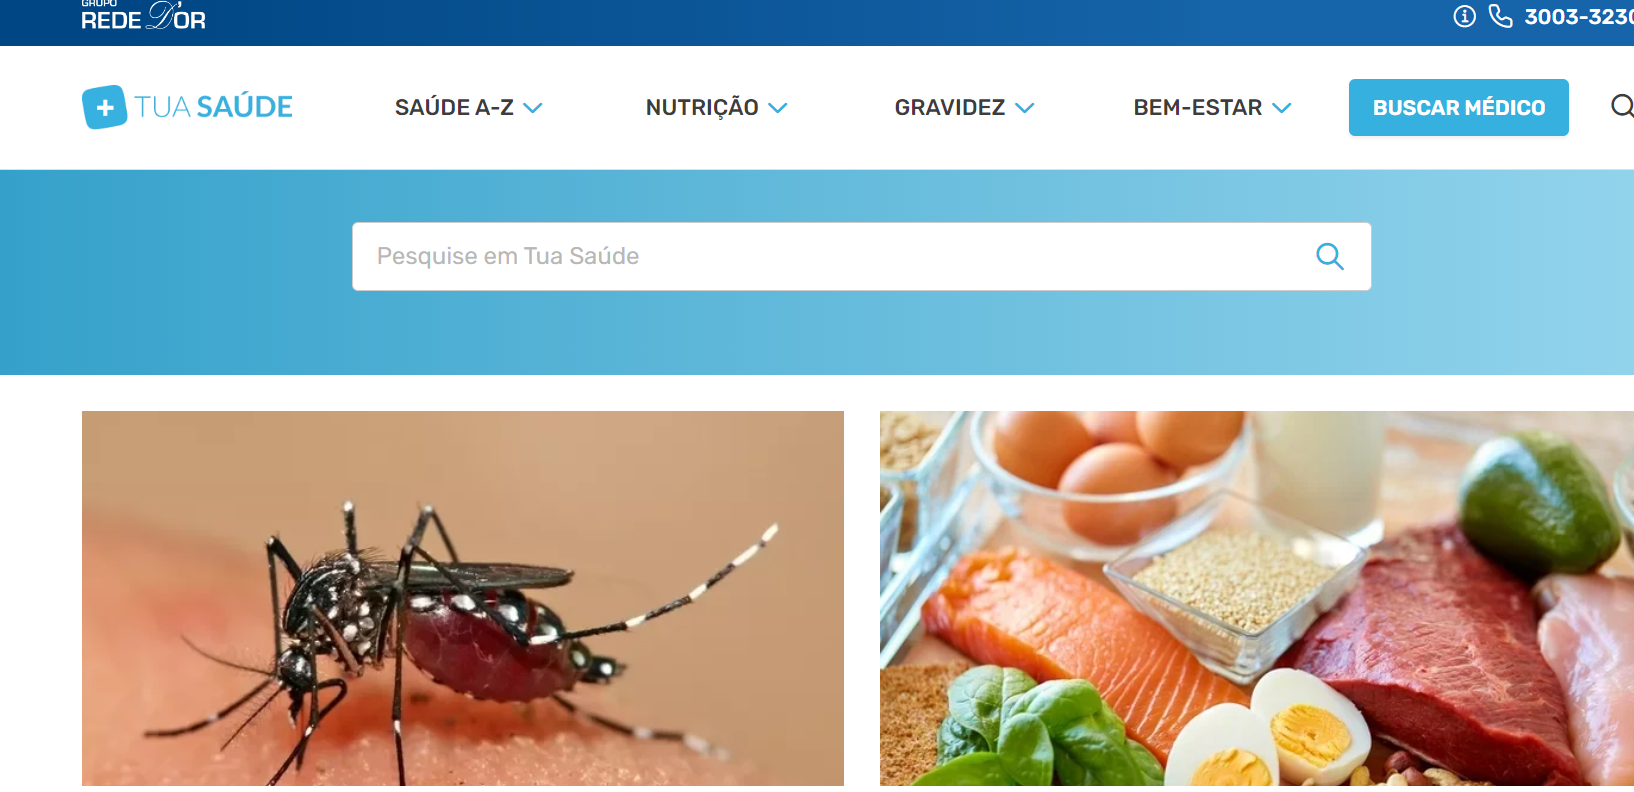 GRUPO
REDE D'OR
3003-3230
TUA SAÚDE
SAÚDE A-Z
NUTRIÇÃO
GRAVIDEZ
BEM-ESTAR
BUSCAR MÉDICO
Pesquise em Tua Saúde